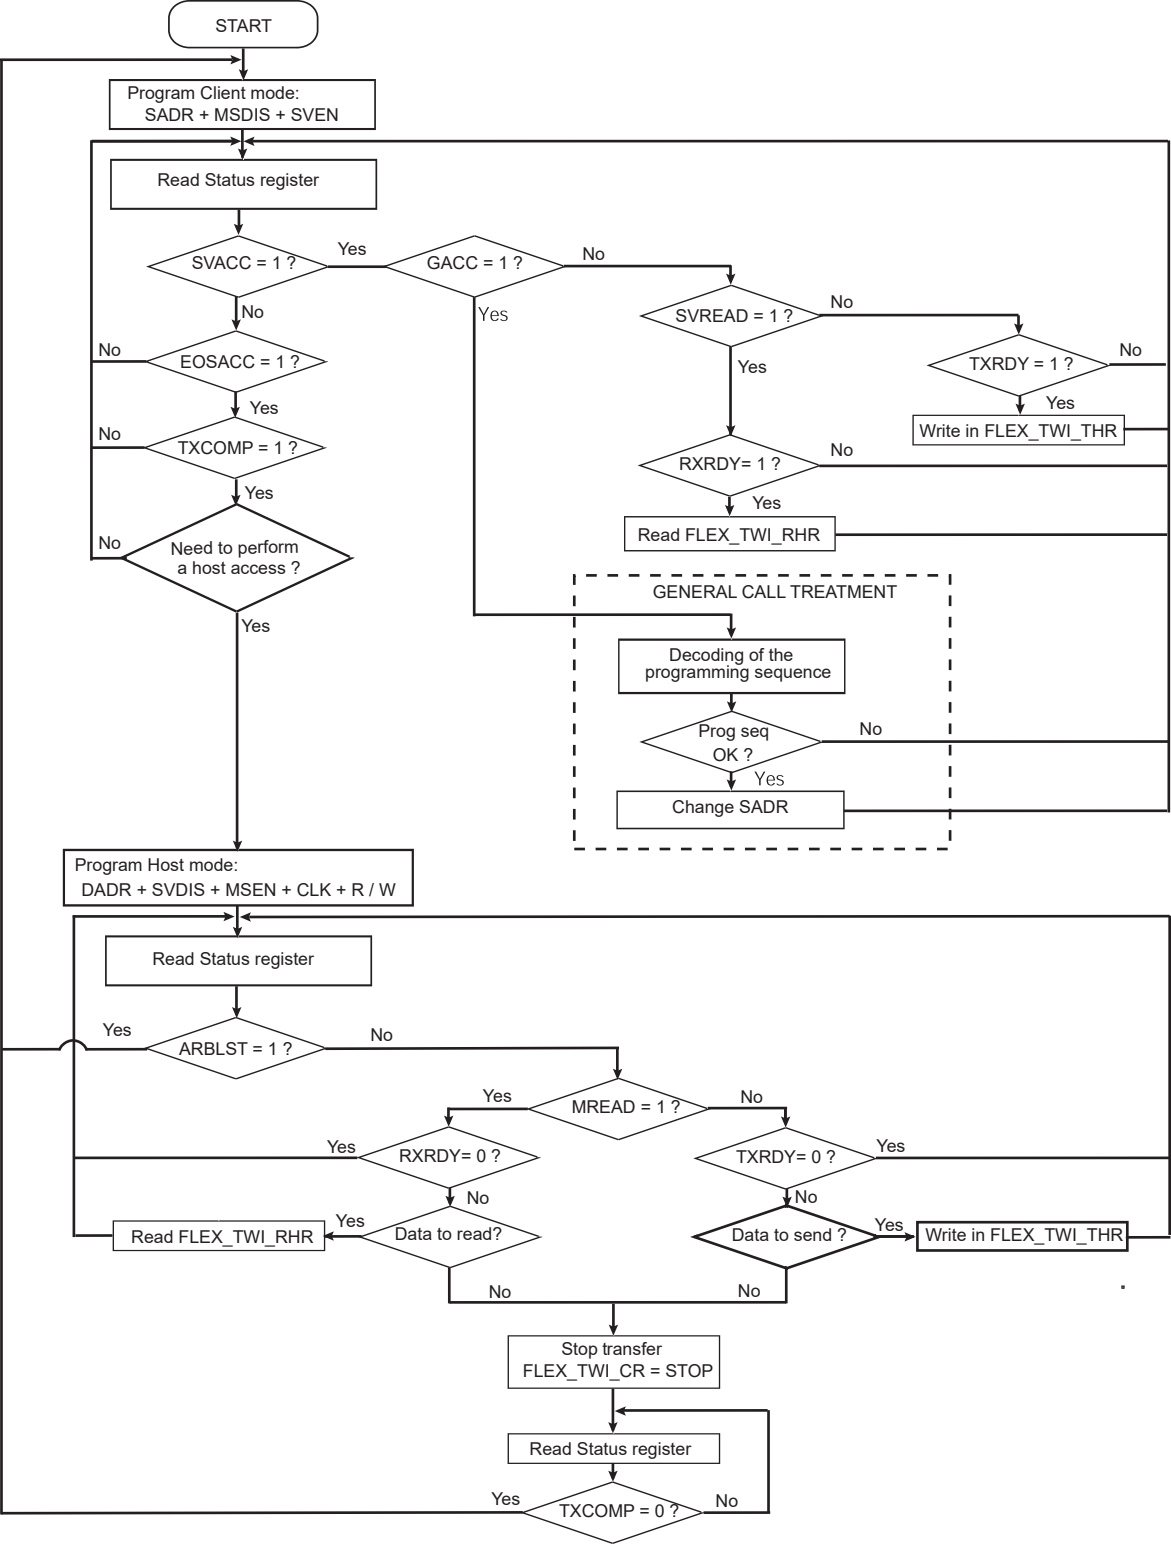 START
Program Client mode:
SADR + MSDIS + SVEN
Read Status register
SVACC = 1 ?
Yes
GACC = 1 ?
No
No
Yes
SVREAD = 1 ?
No
EOSACC = 1 ?
No
Yes
Yes
TXRDY = 1 ?
No
Yes
Write in FLEX_TWI_THR
TXCOMP = 1 ?
No
Yes
RXRDY= 1 ?
No
Yes
Read FLEX_TWI_RHR
Need to perform
a host access ?
No
Yes
GENERAL CALL TREATMENT
Decoding of the
programming sequence
Prog seq
OK ?
No
Yes
Change SADR
Program Host mode:
DADR + SVDIS + MSEN + CLK + R / W
Read Status register
Yes
ARBLST = 1 ?
No
Yes
MREAD = 1 ?
No
Yes
RXRDY= 0 ?
TXRDY= 0 ?
Yes
No
No
Read FLEX_TWI_RHR
Yes
Data to read?
Data to send ?
Yes
Write in FLEX_TWI_THR
No
No
Stop transfer
FLEX_TWI_CR = STOP
Read Status register
Yes
TXCOMP = 0 ?
No